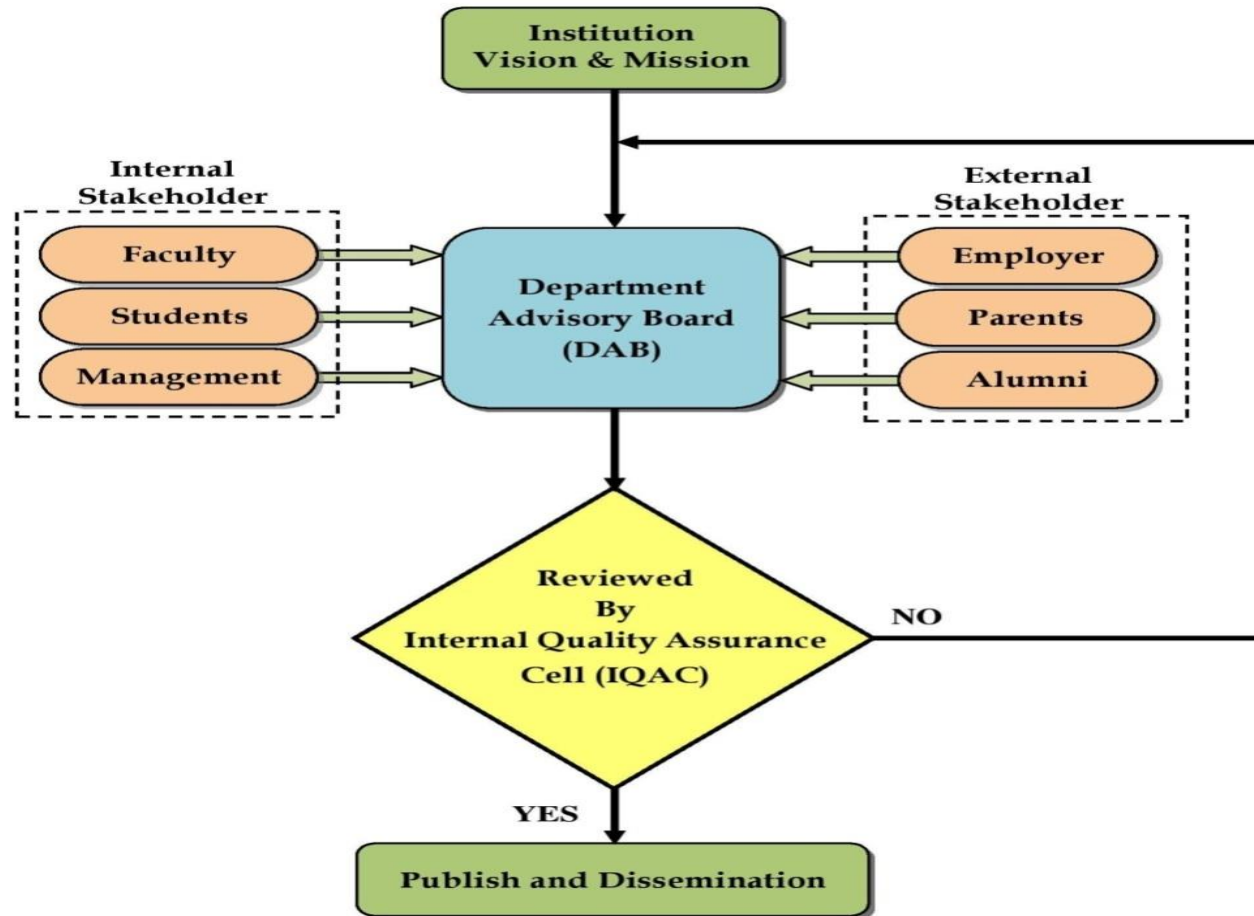 Institution
Vision & Mission
Internal
Stakeholder
Faculty
Students
Management
Department
Advisory Board
(DAB)
External
Stakeholder
Employer
Parents
Alumni
Reviewed
By
Internal Quality Assurance
Cell (IQAC)
NO
YES
Publish and Dissemination